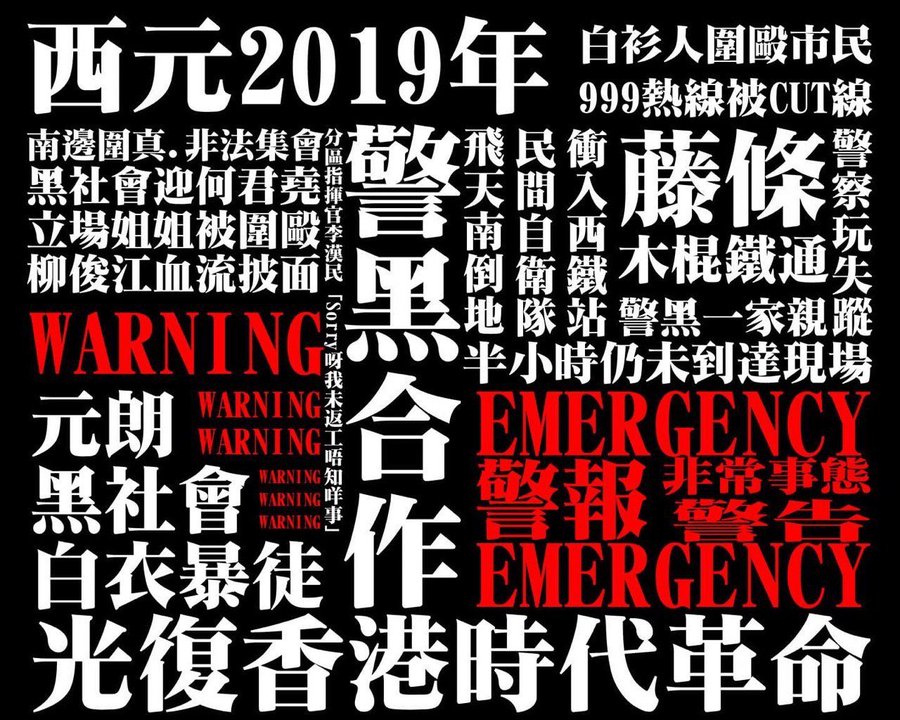 西元2019年
白衫人圍毆市民
999熱線被CUT線
南邊圍真.非法集會
黑社會迎何君堯
立場姐姐被圍毆
柳俊江血流披面
分區指揮官李漢民「Sorry呀我未返工唔知咩事」
警黑合作
飛天南倒地
民間自衛隊
衝入西鐵站
藤條
木棍鐵通
警察玩失蹤
警黑一家親
半小時仍未到達現場
WARNING
元朗
WARNING
WARNING
黑社會
WARNING
WARNING
WARNING
白衣暴徒
EMERGENCY
警報
非常事態
警告
EMERGENCY
光復香港時代革命